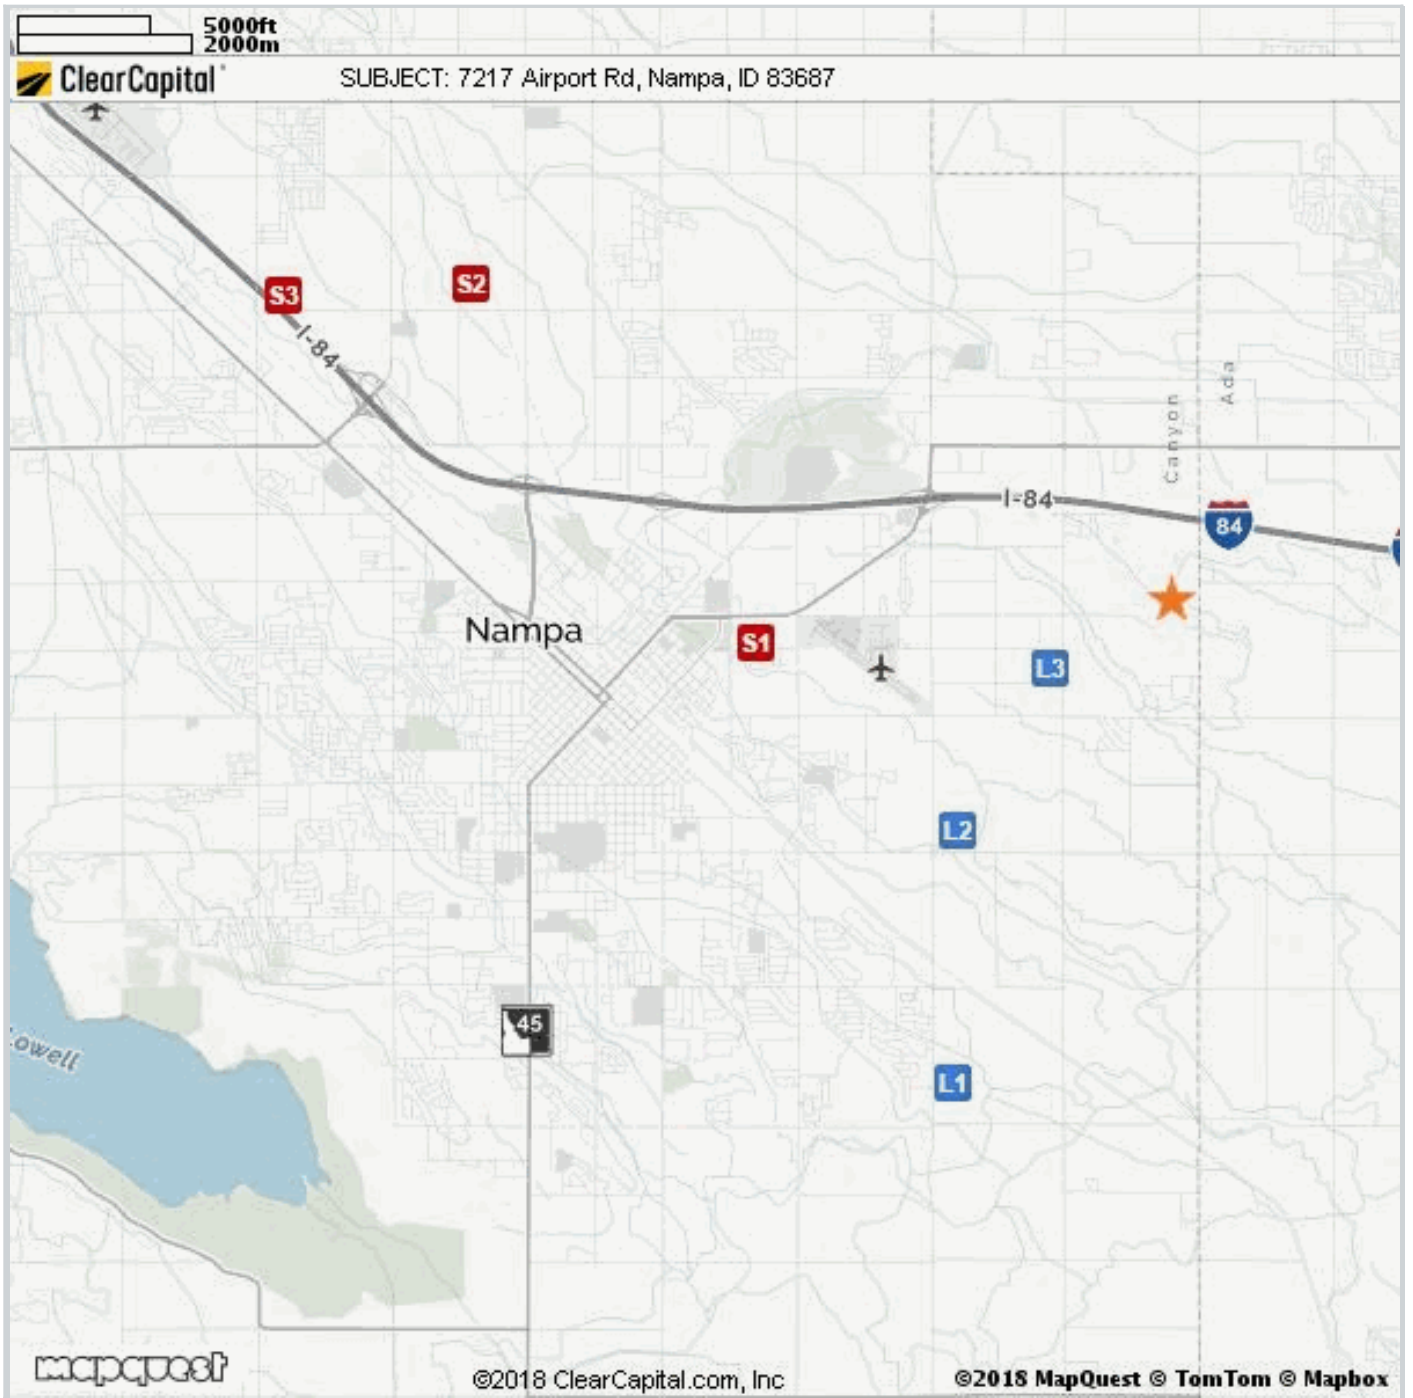 5000ft
2000m
ClearCapital
SUBJECT: 7217 Airport Rd, Nampa, ID 83687
S3
S2
I-84
Ada
Canyon
I-84
84
Nampa
S1
L3
L2
45
Lowell
L1
mapquest
©2018 ClearCapital.com, Inc
©2018 MapQuest © TomTom © Mapbox